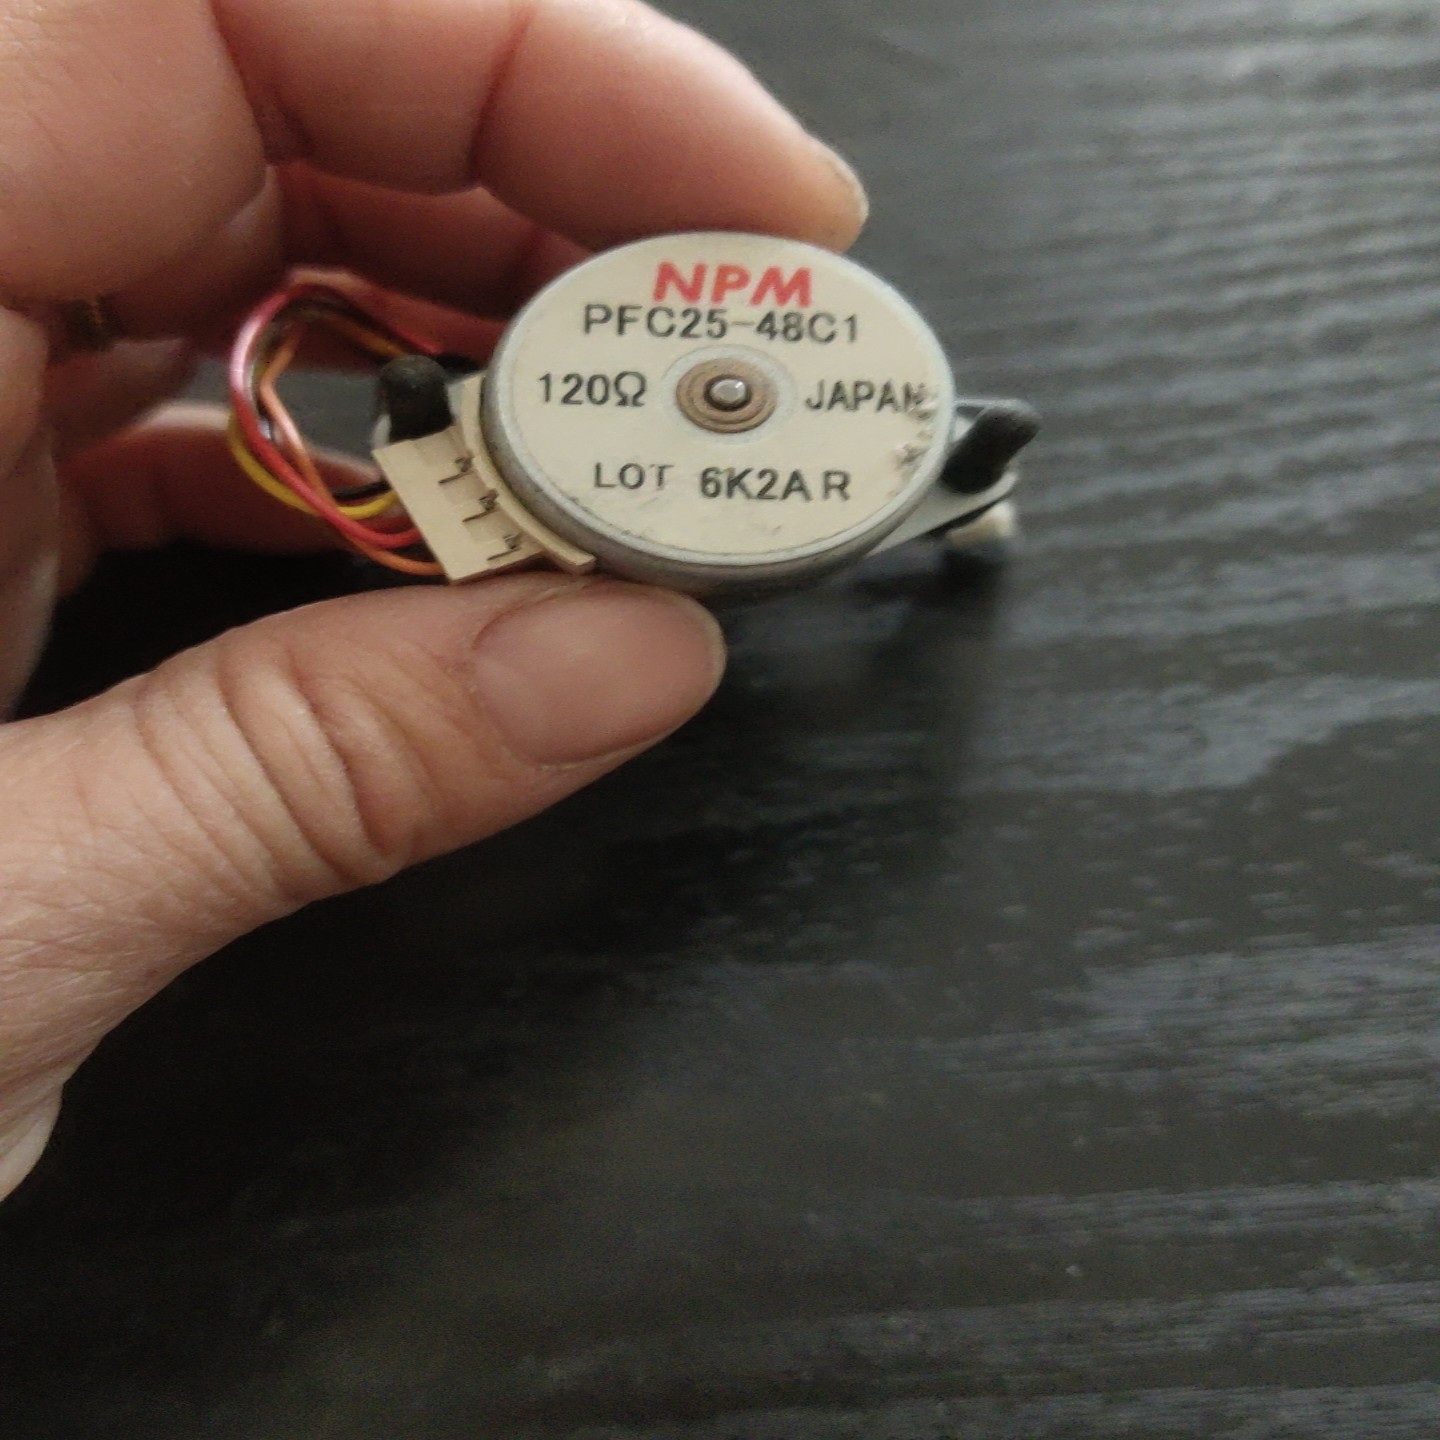 NPM
PFC25-48C1
120Ω JAPAN
LOT 6K2A R